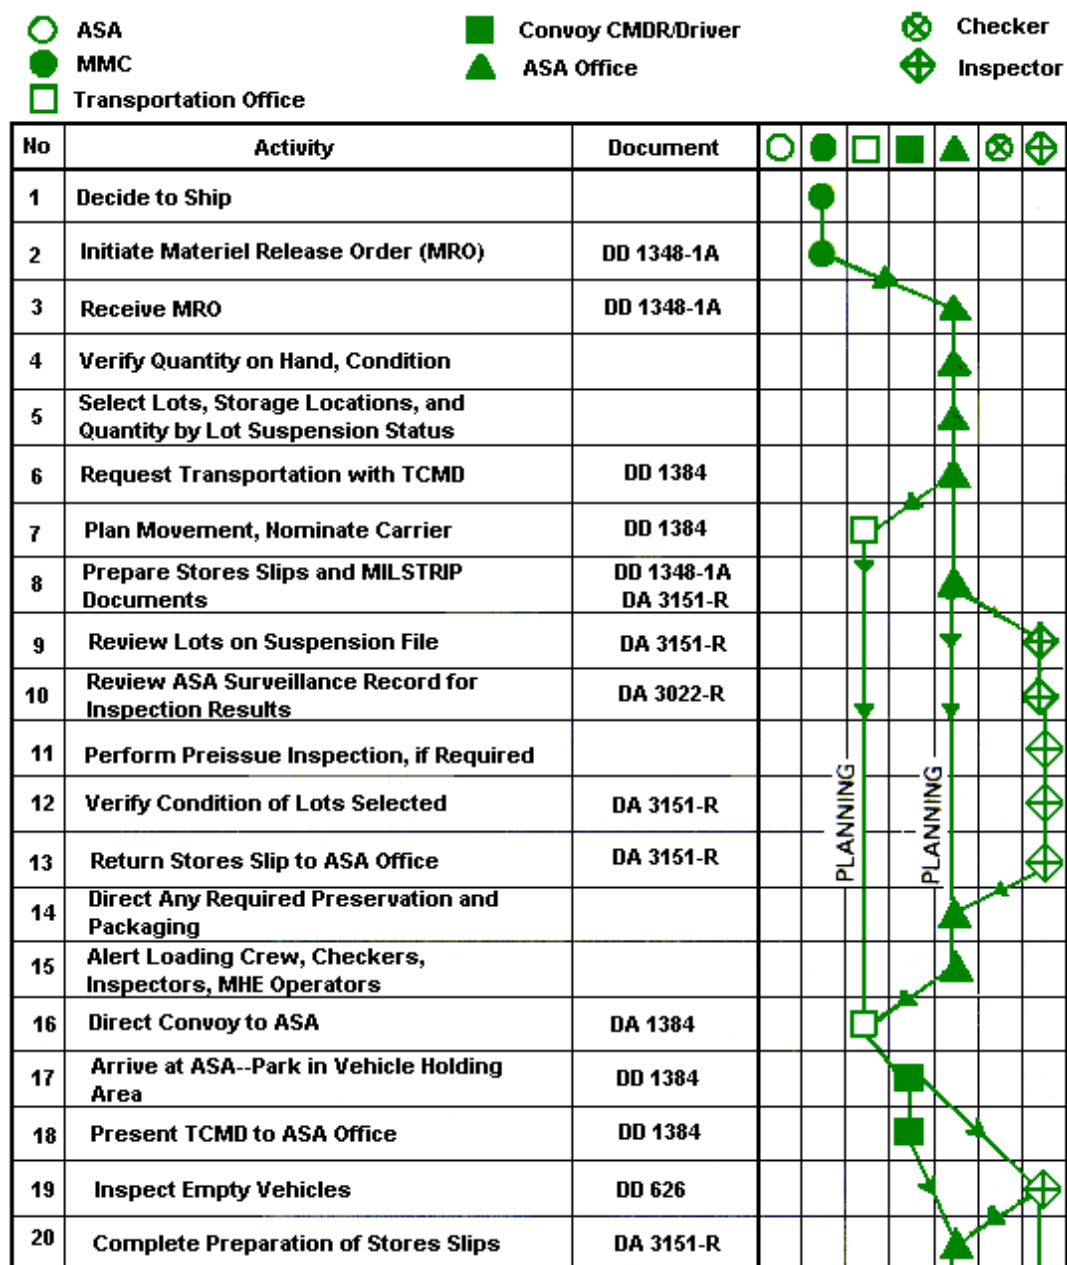 ASA
Convoy CMDR/Driver
Checker
MMC
ASA Office
Inspector
Transportation Office
No Activity Document
1 Decide to Ship
2 Initiate Materiel Release Order (MRO) DD 1348-1A
3 Receive MRO DD 1348-1A
4 Verify Quantity on Hand, Condition
5 Select Lots, Storage Locations, and
Quantity by Lot Suspension Status
6 Request Transportation with TCMD DD 1384
7 Plan Movement, Nominate Carrier DD 1384
8 Prepare Stores Slips and MILSTRIP DD 1348-1A
Documents DA 3151-R
9 Review Lots on Suspension File DA 3151-R
10 Review ASA Surveillance Record for DA 3022-R
Inspection Results
11 Perform Preissue Inspection, if Required
12 Verify Condition of Lots Selected DA 3151-R
13 Return Stores Slip to ASA Office DA 3151-R
PLANNING
PLANNING
14 Direct Any Required Preservation and
Packaging
15 Alert Loading Crew, Checkers,
Inspectors, MHE Operators
16 Direct Convoy to ASA DA 1384
17 Arrive at ASA--Park in Vehicle Holding DD 1384
Area
18 Present TCMD to ASA Office DD 1384
19 Inspect Empty Vehicles DD 626
20 Complete Preparation of Stores Slips DA 3151-R